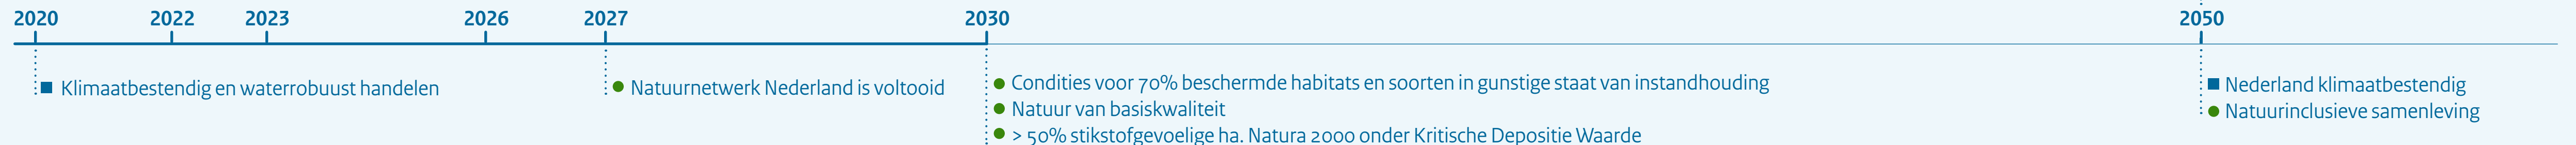 2020 2022 2023 2026 2027 2030 2050
Klimaatbestendig en waterrobuust handelen
Natuurnetwerk Nederland is voltooid
Condities voor 70% beschermde habitats en soorten in gunstige staat van instandhouding
Natuur van basiskwaliteit
> 50% stikstofgevoelige ha. Natura 2000 onder Kritische Depositie Waarde
Nederland klimaatbestendig
Natuurinclusieve samenleving